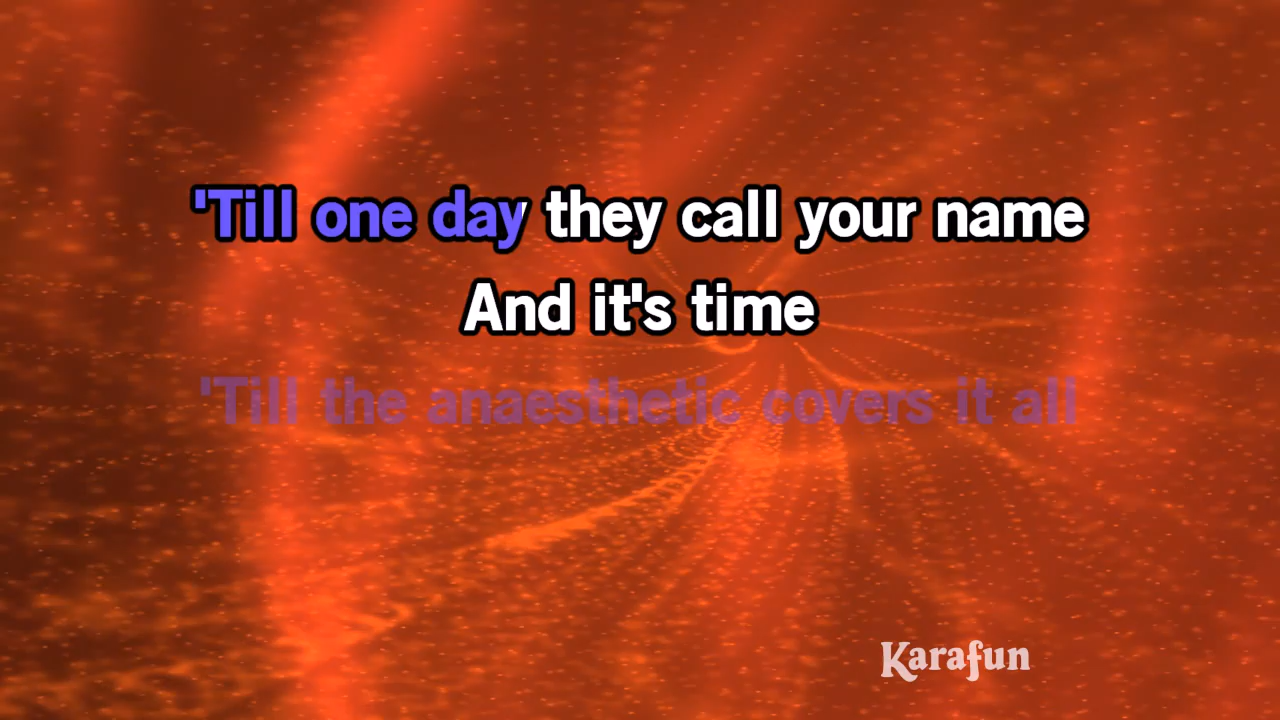 'Till one day they call your name
And it's time
'Till the anaesthetic covers it all
Karafun